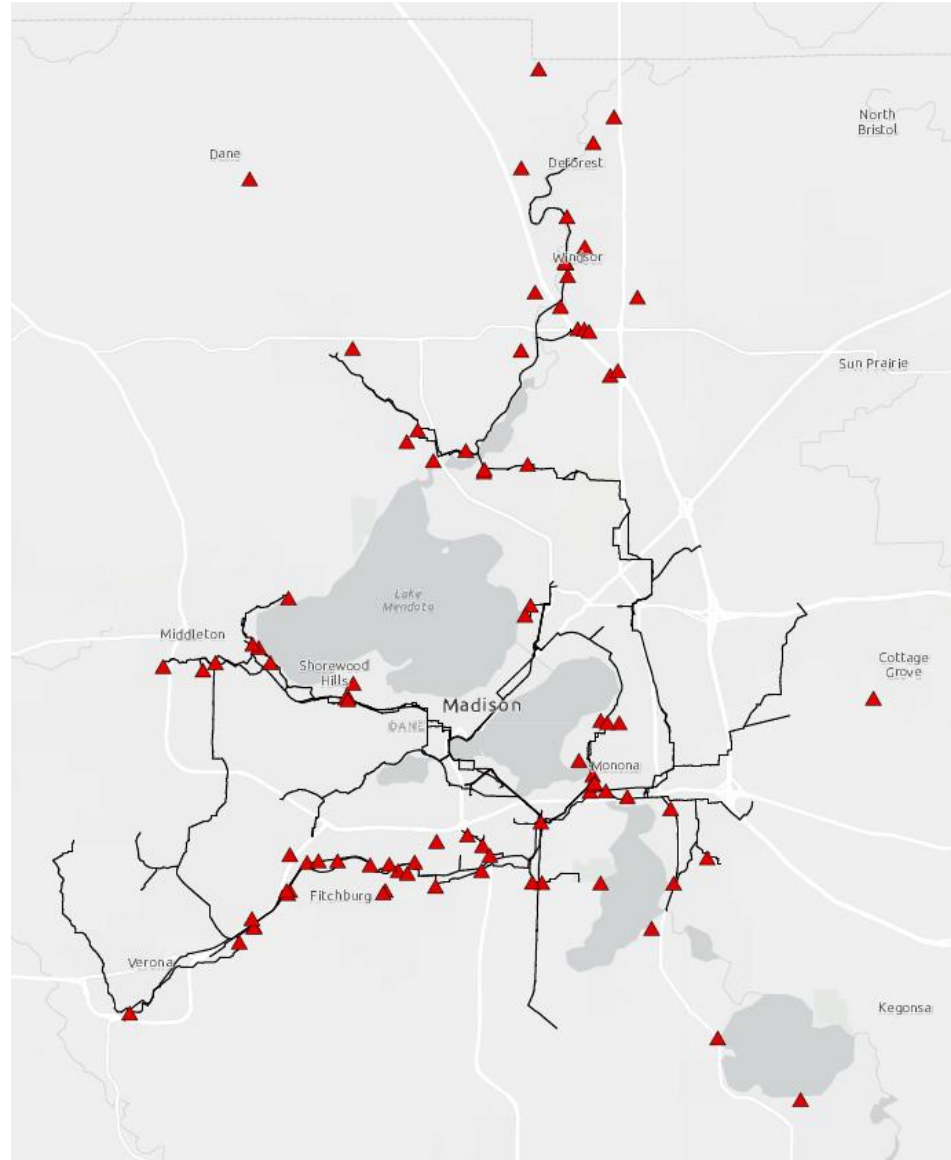 North
Bristol
Dane
DeForest
Windsor
Sun Prairie
Lake
Mendota
Middleton
Shorewood
Hills
Cottage
Grove
Madison
DANE
Monona
Fitchburg
Verona
Kegonsa